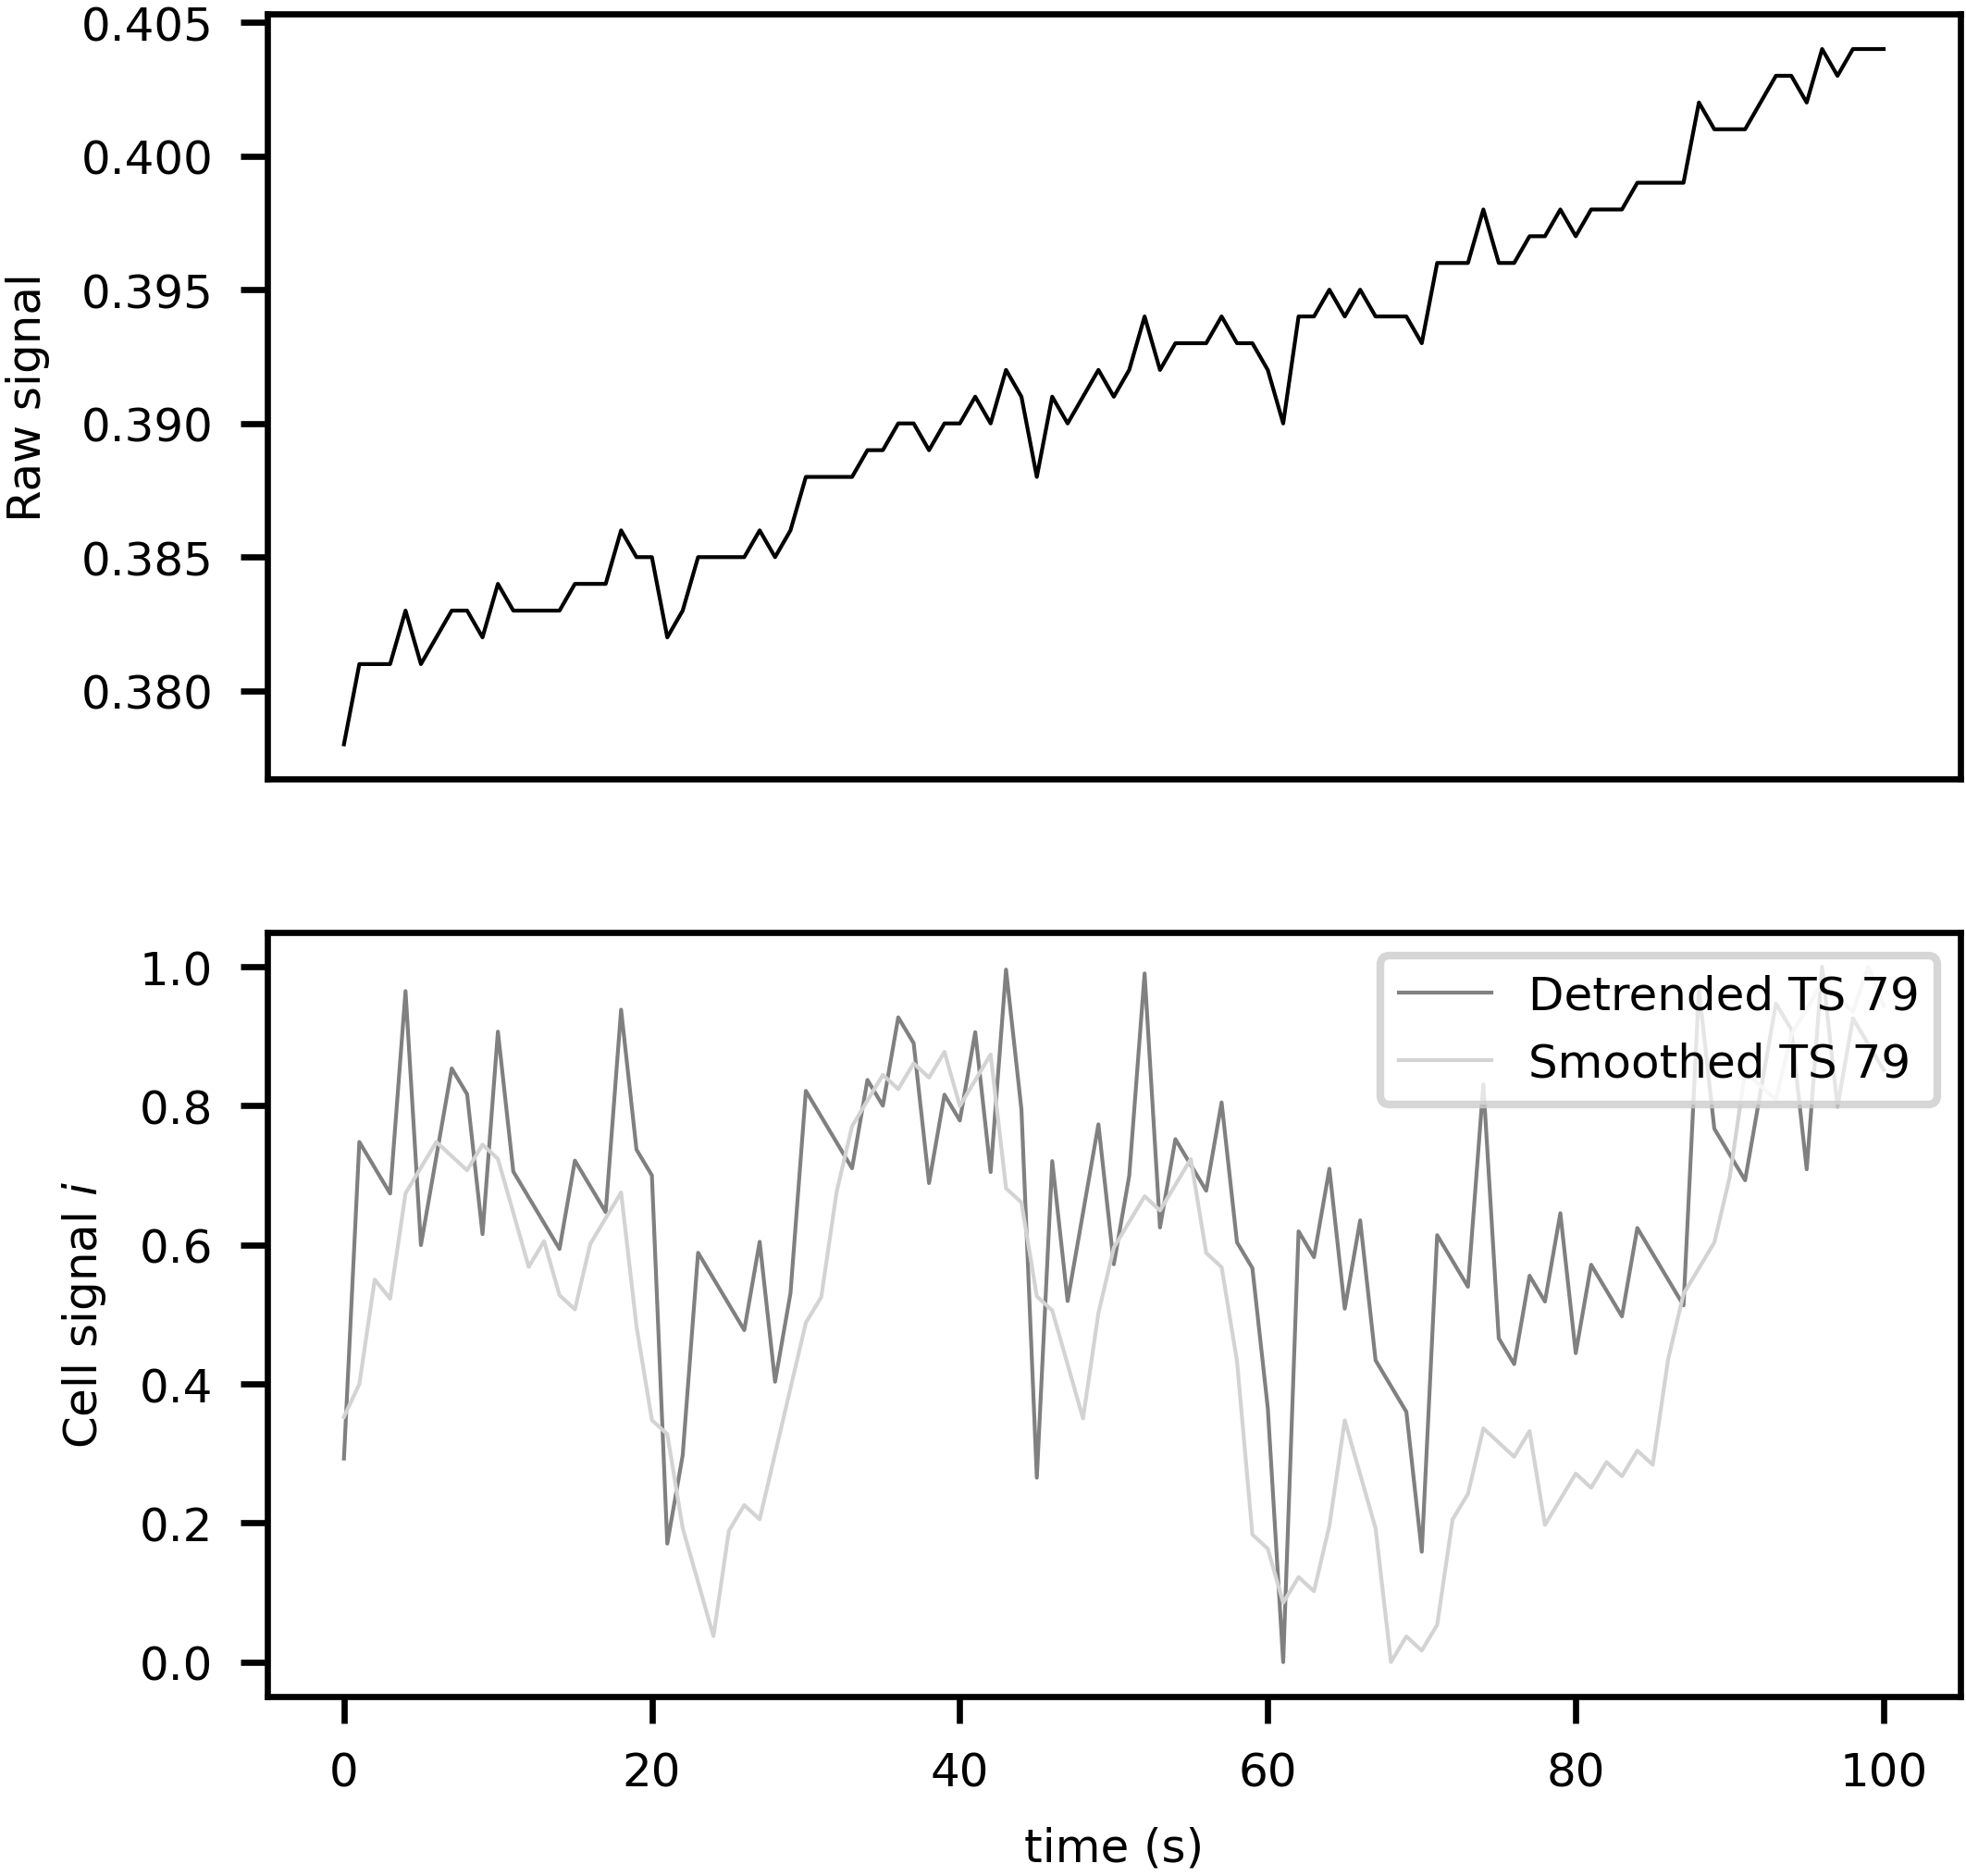 0.405
0.400
0.395
0.390
0.385
0.380
Raw signal
1.0
0.8
0.6
0.4
0.2
0.0
Cell signal i
Detrended TS 79
Smoothed TS 79
0 20 40 60 80 100
time (s)